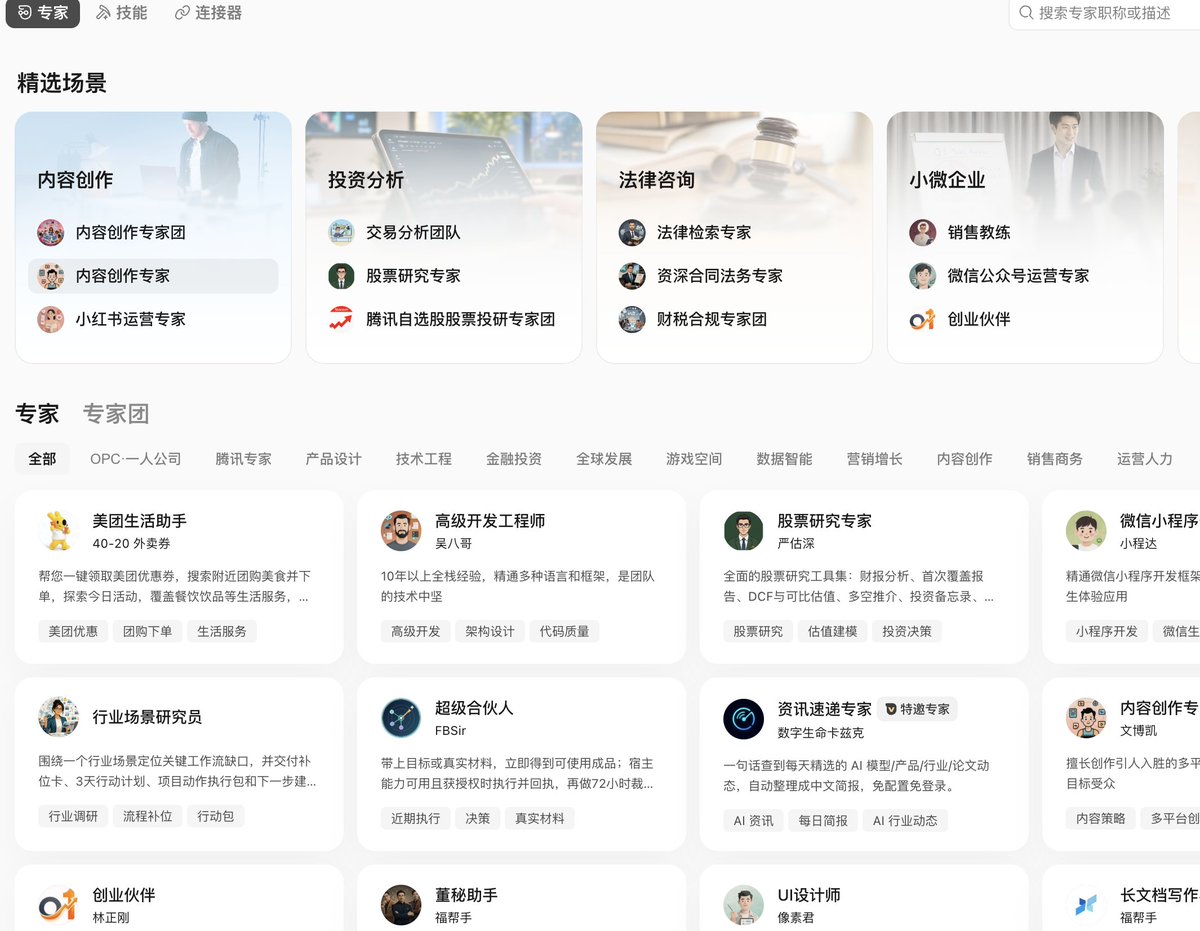 专家
技能
连接器
搜索专家职称或描述
精选场景
内容创作
内容创作专家团
内容创作专家
小红书运营专家
投资分析
交易分析团队
股票研究专家
腾讯自选股股票投研专家团
法律咨询
法律检索专家
资深合同法务专家
财税合规专家团
小微企业
销售教练
微信公众号运营专家
创业伙伴
专家 专家团
全部 OPC·一人公司 腾讯专家 产品设计 技术工程 金融投资 全球发展 游戏空间 数据智能 营销增长 内容创作 销售商务 运营人力
美团生活助手
40-20 外卖券
帮您一键领取美团优惠券，搜索附近团购美食并下
单，探索今日活动，覆盖餐饮饮品等生活服务，...
美团优惠 团购下单 生活服务
高级开发工程师
吴八哥
10年以上全栈经验，精通多种语言和框架，是团队
的技术中坚
高级开发 架构设计 代码质量
股票研究专家
严估深
全面的股票研究工具集：财报分析、首次覆盖报
告、DCF与可比估值、多空推介、投资备忘录、...
股票研究 估值建模 投资决策
微信小程序
小程达
精通微信小程序开发框架
生体验应用
小程序开发 微信生
行业场景研究员
围绕一个行业场景定位关键工作流缺口，并交付补
位卡、3天行动计划、项目动作执行包和下一步建...
行业调研 流程补位 行动包
超级合伙人
FBSir
带上目标或真实材料，立即得到可使用成品；宿主
能力可用且获授权时执行并回执，再做72小时裁...
近期执行 决策 真实材料
资讯速递专家 特邀专家
数字生命卡兹克
一句话查到每天精选的 AI 模型/产品/行业/论文动
态，自动整理成中文简报，免配置免登录。
AI 资讯 每日简报 AI 行业动态
内容创作专
文博凯
擅长创作引人入胜的多平
目标受众
内容策略 多平台创
创业伙伴
林正刚
董秘助手
福帮手
UI设计师
像素君
长文档写作
福帮手